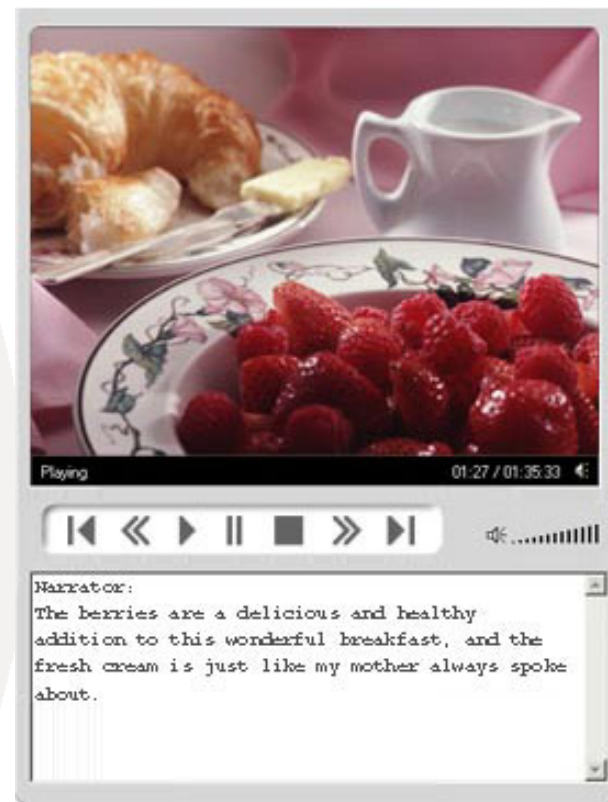 Playing
01:27 / 01:35:33
Narrator:
The berries are a delicious and healthy
addition to this wonderful breakfast, and the
fresh cream is just like my mother always spoke
about.